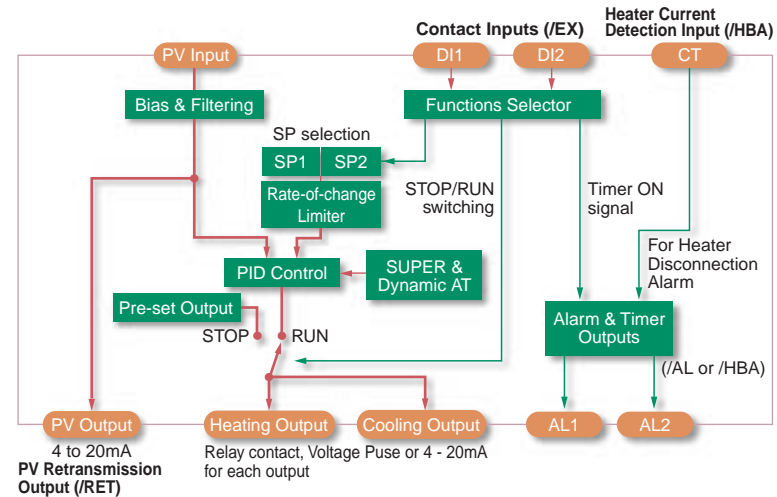 Contact Inputs (/EX)
Heater Current
Detection Input (/HBA)
PV Input
DI1
DI2
CT
Bias & Filtering
Functions Selector
SP selection
SP1
SP2
Rate-of-change
Limiter
STOP/RUN
switching
Timer ON
signal
For Heater
Disconnection
Alarm
PID Control
SUPER &
Dynamic AT
Pre-set Output
STOP
RUN
Alarm & Timer
Outputs
(/AL or /HBA)
PV Output
Heating Output
Cooling Output
AL1
AL2
4 to 20mA
PV Retransmission
Output (/RET)
Relay contact, Voltage Puse or 4 - 20mA
for each output